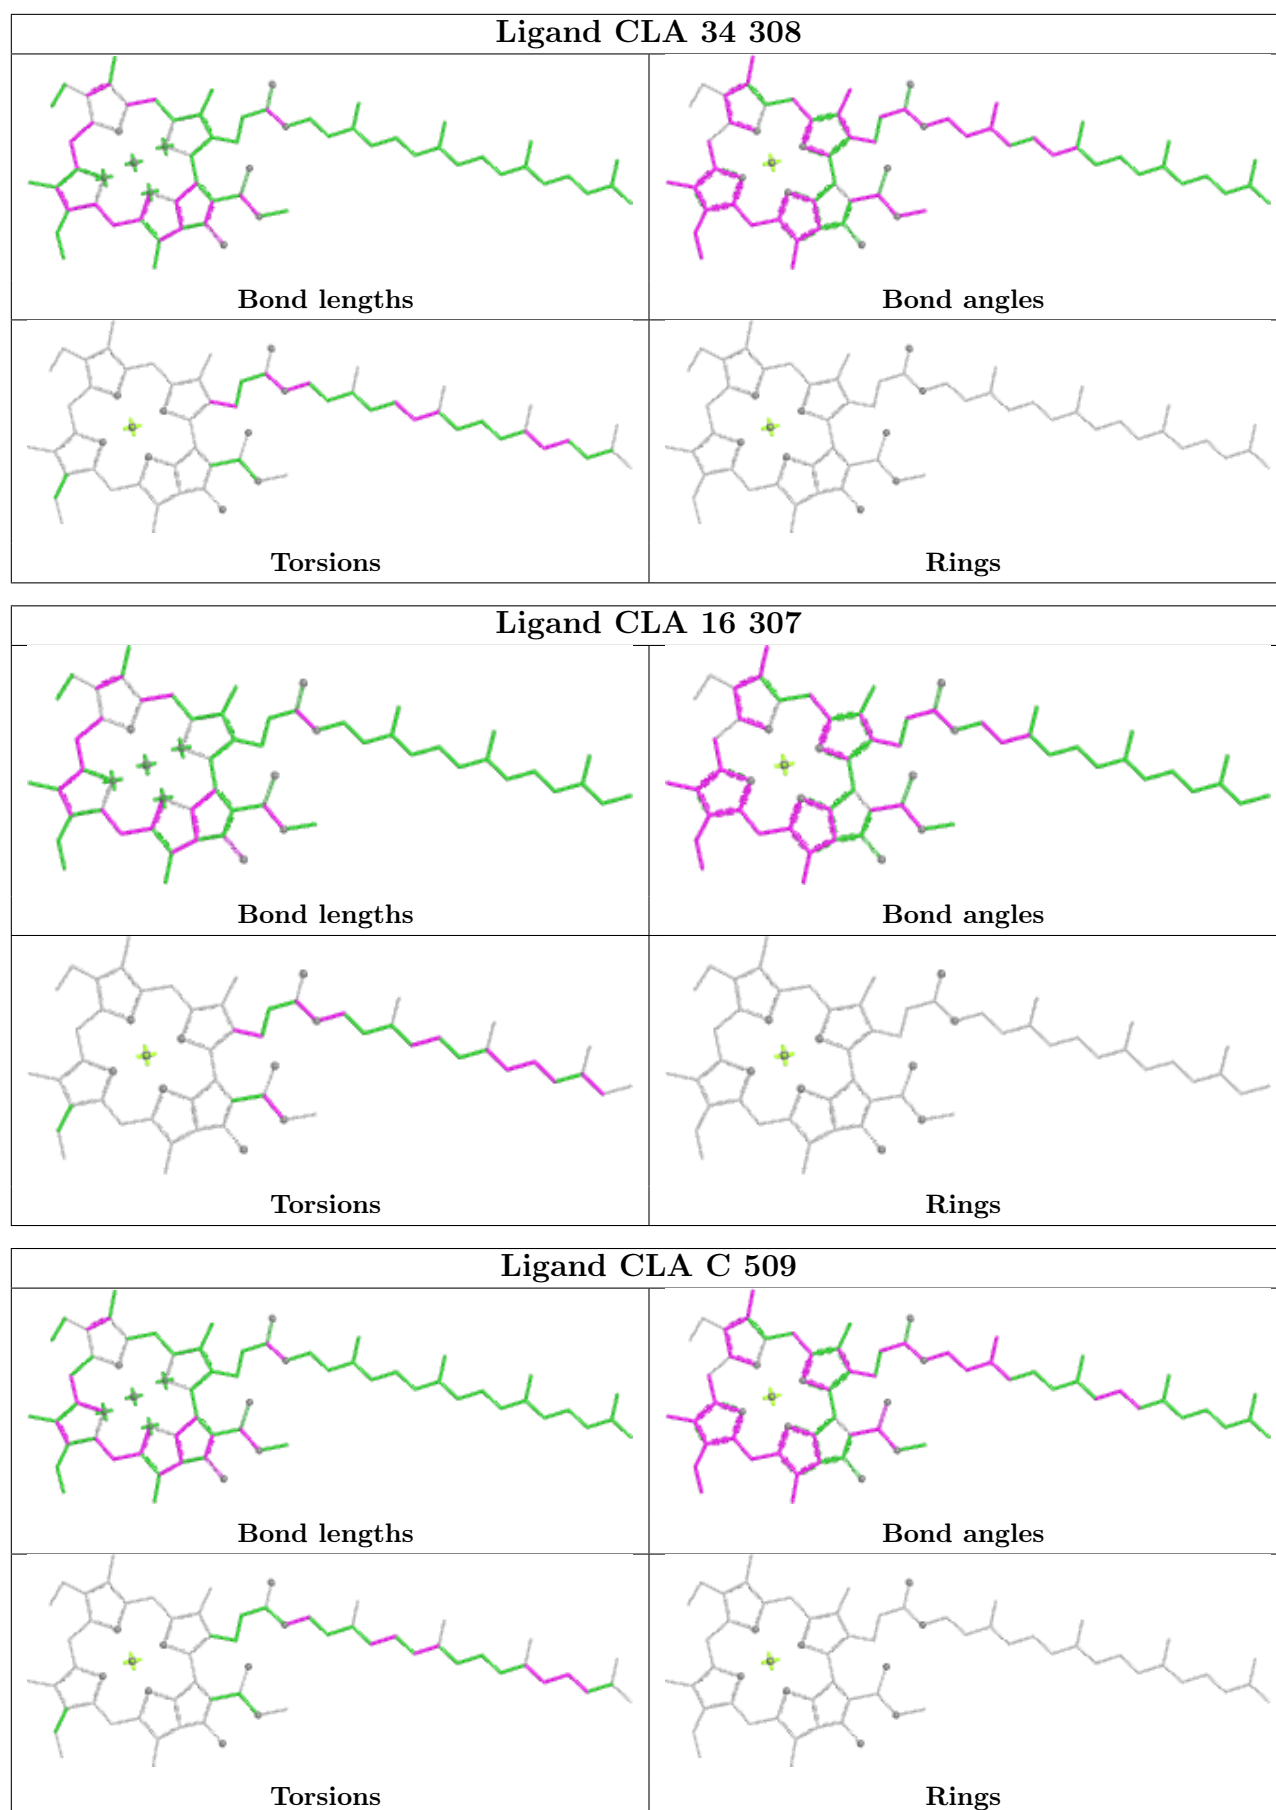 Ligand CLA 34 308
Bond lengths
Bond angles
Torsions
Rings
Ligand CLA 16 307
Bond lengths
Bond angles
Torsions
Rings
Ligand CLA C 509
Bond lengths
Bond angles
Torsions
Rings